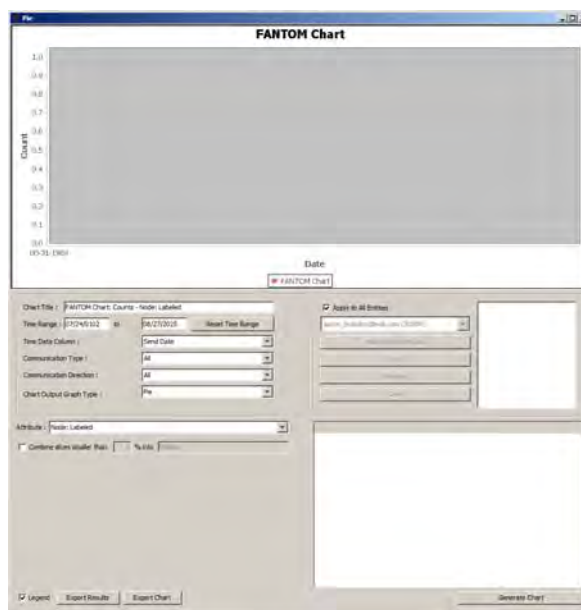 Pie
FANTOM Chart
1.0
0.9
0.8
0.7
0.6
0.5
0.4
0.3
0.2
0.1
0.0
Count
Date
FANTOM Chart
Chart Title : FANTOM Chart: Counts - Node: Labeled
Time Range : 07/24/0102 to 08/27/2015 Reset Time Range
Time Data Column : Send Date
Communication Type : All
Communication Direction : All
Chart Output Graph Type : Pie
Apply to All Entities
Attribute : Node: Labeled
Combine slices smaller than % into
Legend Export Results Export Chart
Generate Chart